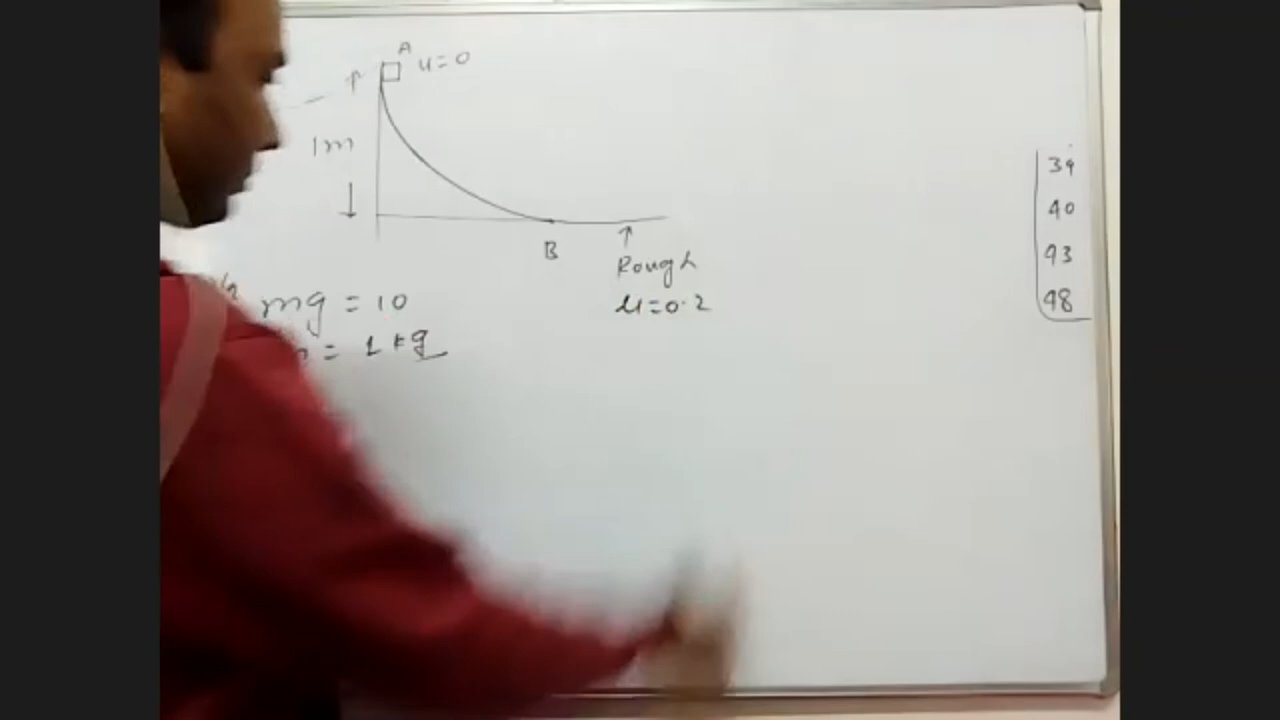 A
u=0
1m
B
Rough
μ=0.2
mg = 10
= 1 kg
39
40
43
48